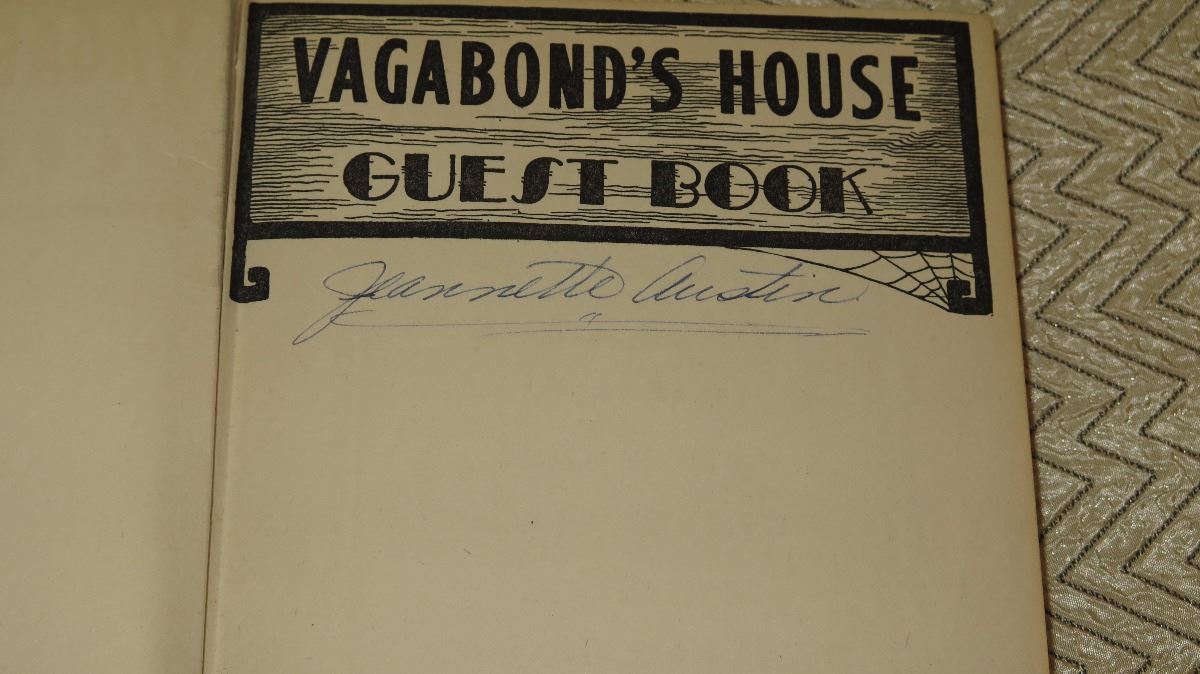 VAGABOND'S HOUSE
GUEST BOOK
Jeannette Austin